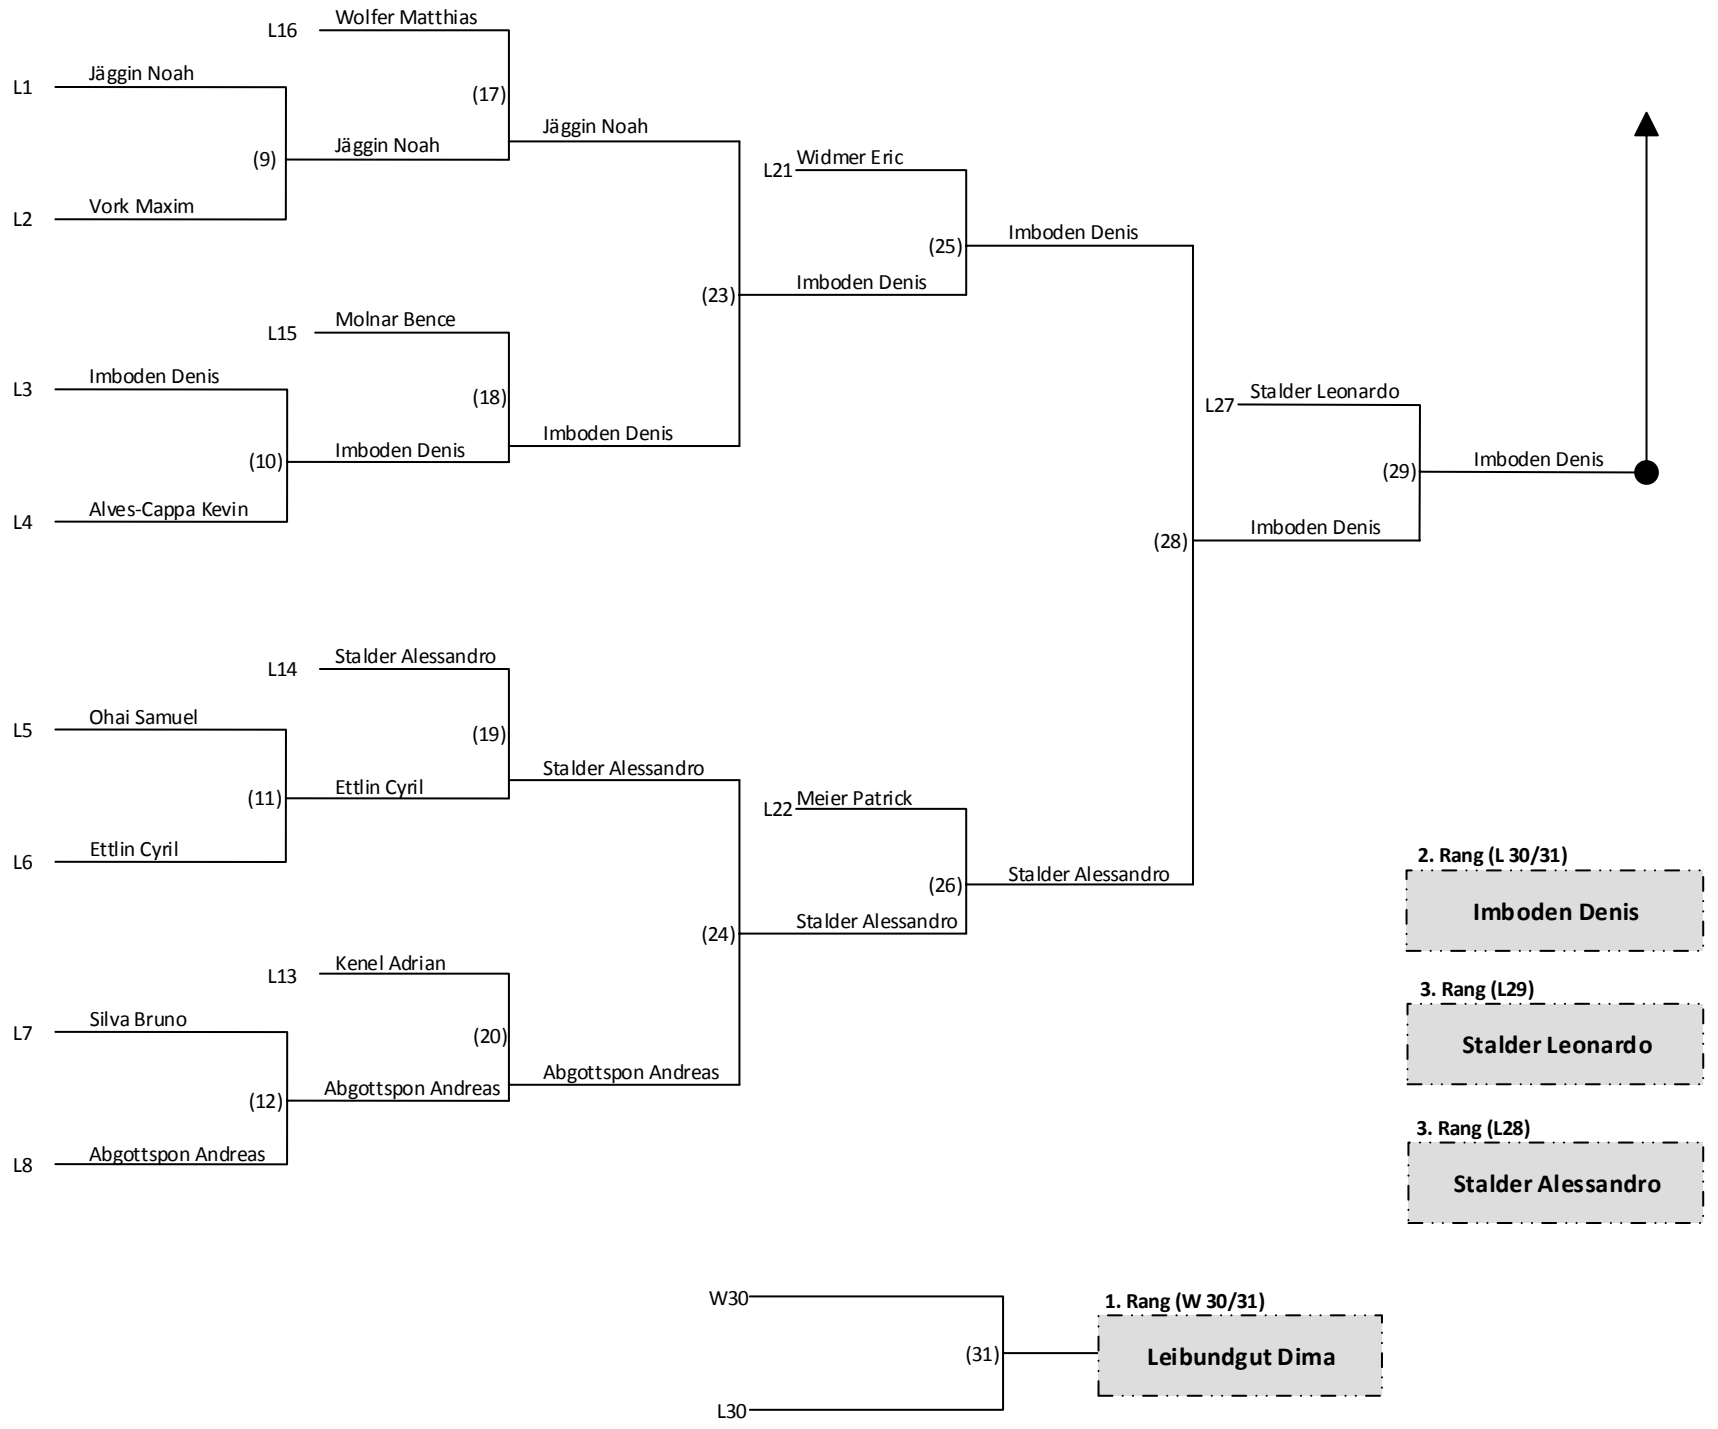 Wolfer Matthias
L16
Jäggin Noah
L1
(17)
Jäggin Noah
Jäggin Noah
(9)
Widmer Eric
L21
Vork Maxim
L2
Imboden Denis
(25)
Imboden Denis
(23)
Molnar Bence
L15
Imboden Denis
L3
Stalder Leonardo
L27
(18)
Imboden Denis
Imboden Denis
(10)
Imboden Denis
(29)
Alves-Cappa Kevin
L4
Imboden Denis
(28)
Stalder Alessandro
L14
Ohai Samuel
L5
(19)
Stalder Alessandro
Ettlin Cyril
(11)
Meier Patrick
L22
Ettlin Cyril
L6
2. Rang (L 30/31)
Stalder Alessandro
(26)
Imboden Denis
Stalder Alessandro
(24)
Kenel Adrian
L13
3. Rang (L29)
Silva Bruno
L7
(20)
Stalder Leonardo
Abgottspon Andreas
Abgottspon Andreas
(12)
3. Rang (L28)
Abgottspon Andreas
L8
Stalder Alessandro
W30
1. Rang (W 30/31)
(31)
Leibundgut Dima
L30